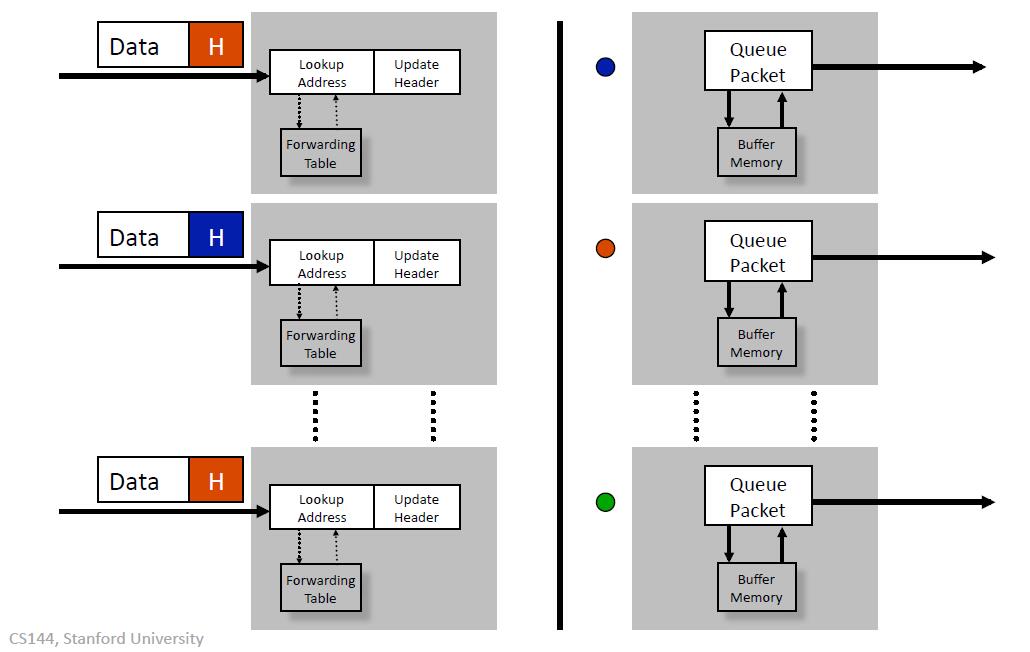 Data H
Lookup
Address
Update
Header
Forwarding
Table
Queue
Packet
Buffer
Memory
Data H
Lookup
Address
Update
Header
Forwarding
Table
Queue
Packet
Buffer
Memory
Data H
Lookup
Address
Update
Header
Forwarding
Table
Queue
Packet
Buffer
Memory
CS144, Stanford University